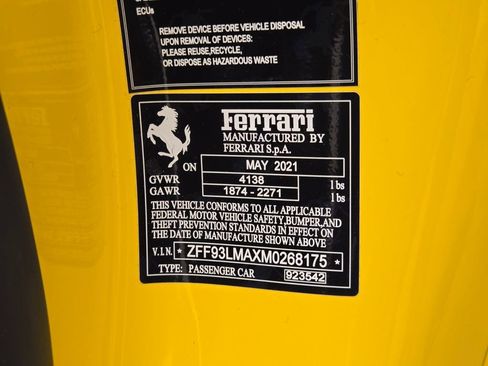 ECUs
REMOVE DEVICE BEFORE VEHICLE DISPOSAL
UPON REMOVAL OF DEVICES:
PLEASE REUSE,RECYCLE,
OR DISPOSE AS HAZARDOUS WASTE
Ferrari
MANUFACTURED BY
FERRARI S.p.A.
ON MAY 2021
GVWR 4138 lbs
GAWR 1874 - 2271 lbs
THIS VEHICLE CONFORMS TO ALL APPLICABLE
FEDERAL MOTOR VEHICLE SAFETY,BUMPER,AND
THEFT PREVENTION STANDARDS IN EFFECT ON
THE DATE OF MANUFACTURE SHOWN ABOVE
V.I.N. * ZFF93LMAXM0268175 *
TYPE: PASSENGER CAR 923542